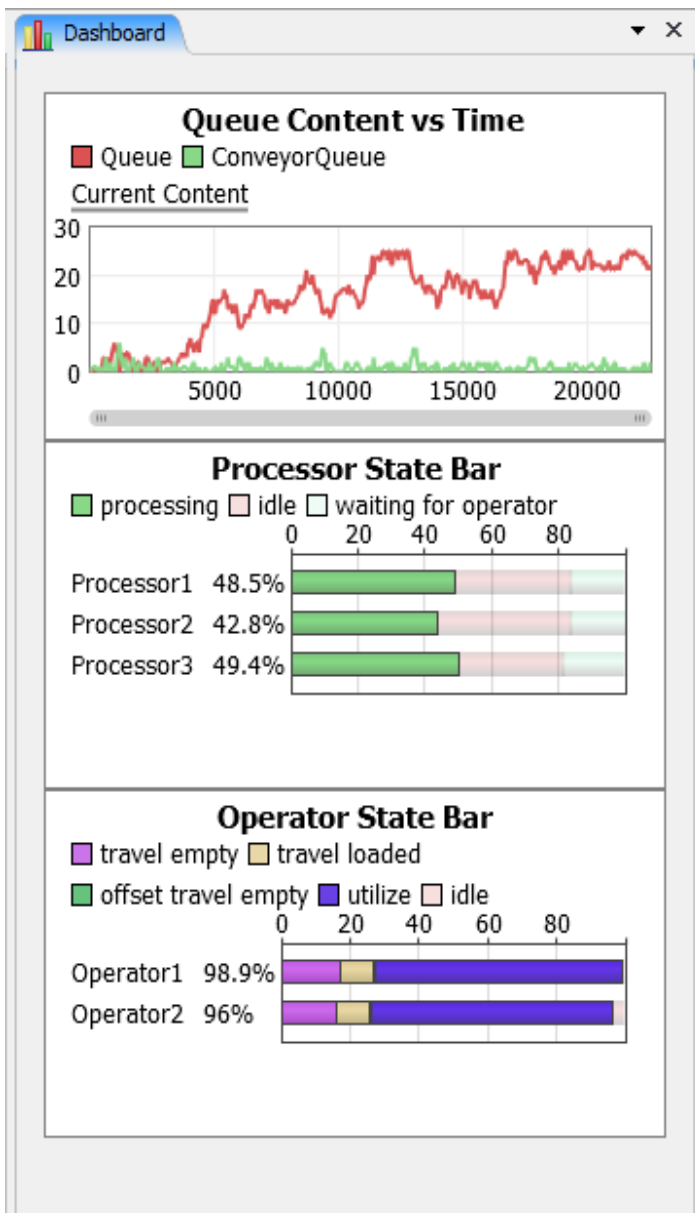 Dashboard
Queue Content vs Time
Queue ConveyorQueue
Current Content
30
20
10
0
5000 10000 15000 20000
Processor State Bar
processing idle waiting for operator
0 20 40 60 80
Processor1 48.5%
Processor2 42.8%
Processor3 49.4%
Operator State Bar
travel empty travel loaded
offset travel empty utilize idle
0 20 40 60 80
Operator1 98.9%
Operator2 96%